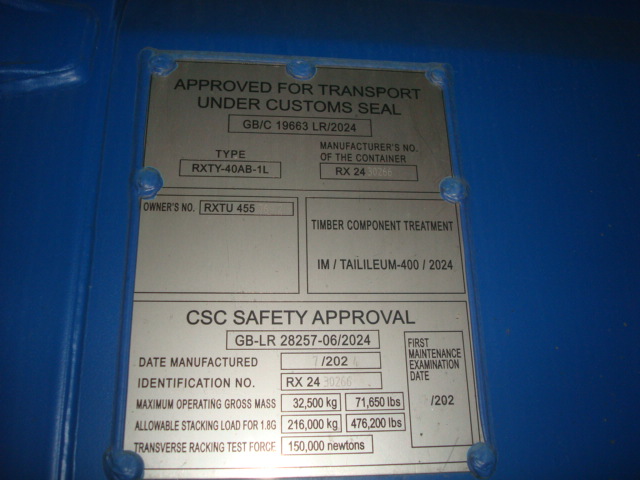 APPROVED FOR TRANSPORT
UNDER CUSTOMS SEAL
GB/C 19663 LR/2024
TYPE
RXTY-40AB-1L
MANUFACTURER'S NO.
OF THE CONTAINER
RX 24 30266
OWNER'S NO. RXTU 455
TIMBER COMPONENT TREATMENT
IM / TAILILEUM-400 / 2024
CSC SAFETY APPROVAL
GB-LR 28257-06/2024
DATE MANUFACTURED 7/2024
IDENTIFICATION NO. RX 24 30266
MAXIMUM OPERATING GROSS MASS 32,500 kg 71,650 lbs
ALLOWABLE STACKING LOAD FOR 1.8G 216,000 kg 476,200 lbs
TRANSVERSE RACKING TEST FORCE 150,000 newtons
FIRST
MAINTENANCE
EXAMINATION
DATE
/202